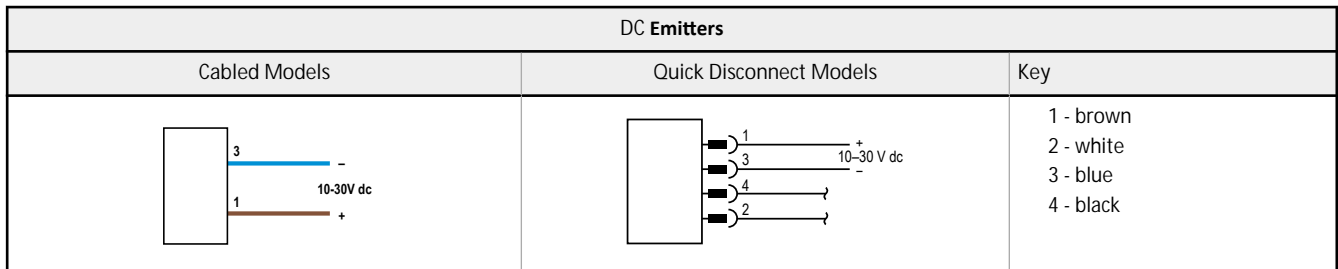 DC Emitters
Cabled Models
Quick Disconnect Models
Key
3
–
10-30V dc
1
+
1
+
10–30 V dc
3
–
4
2
1 - brown
2 - white
3 - blue
4 - black